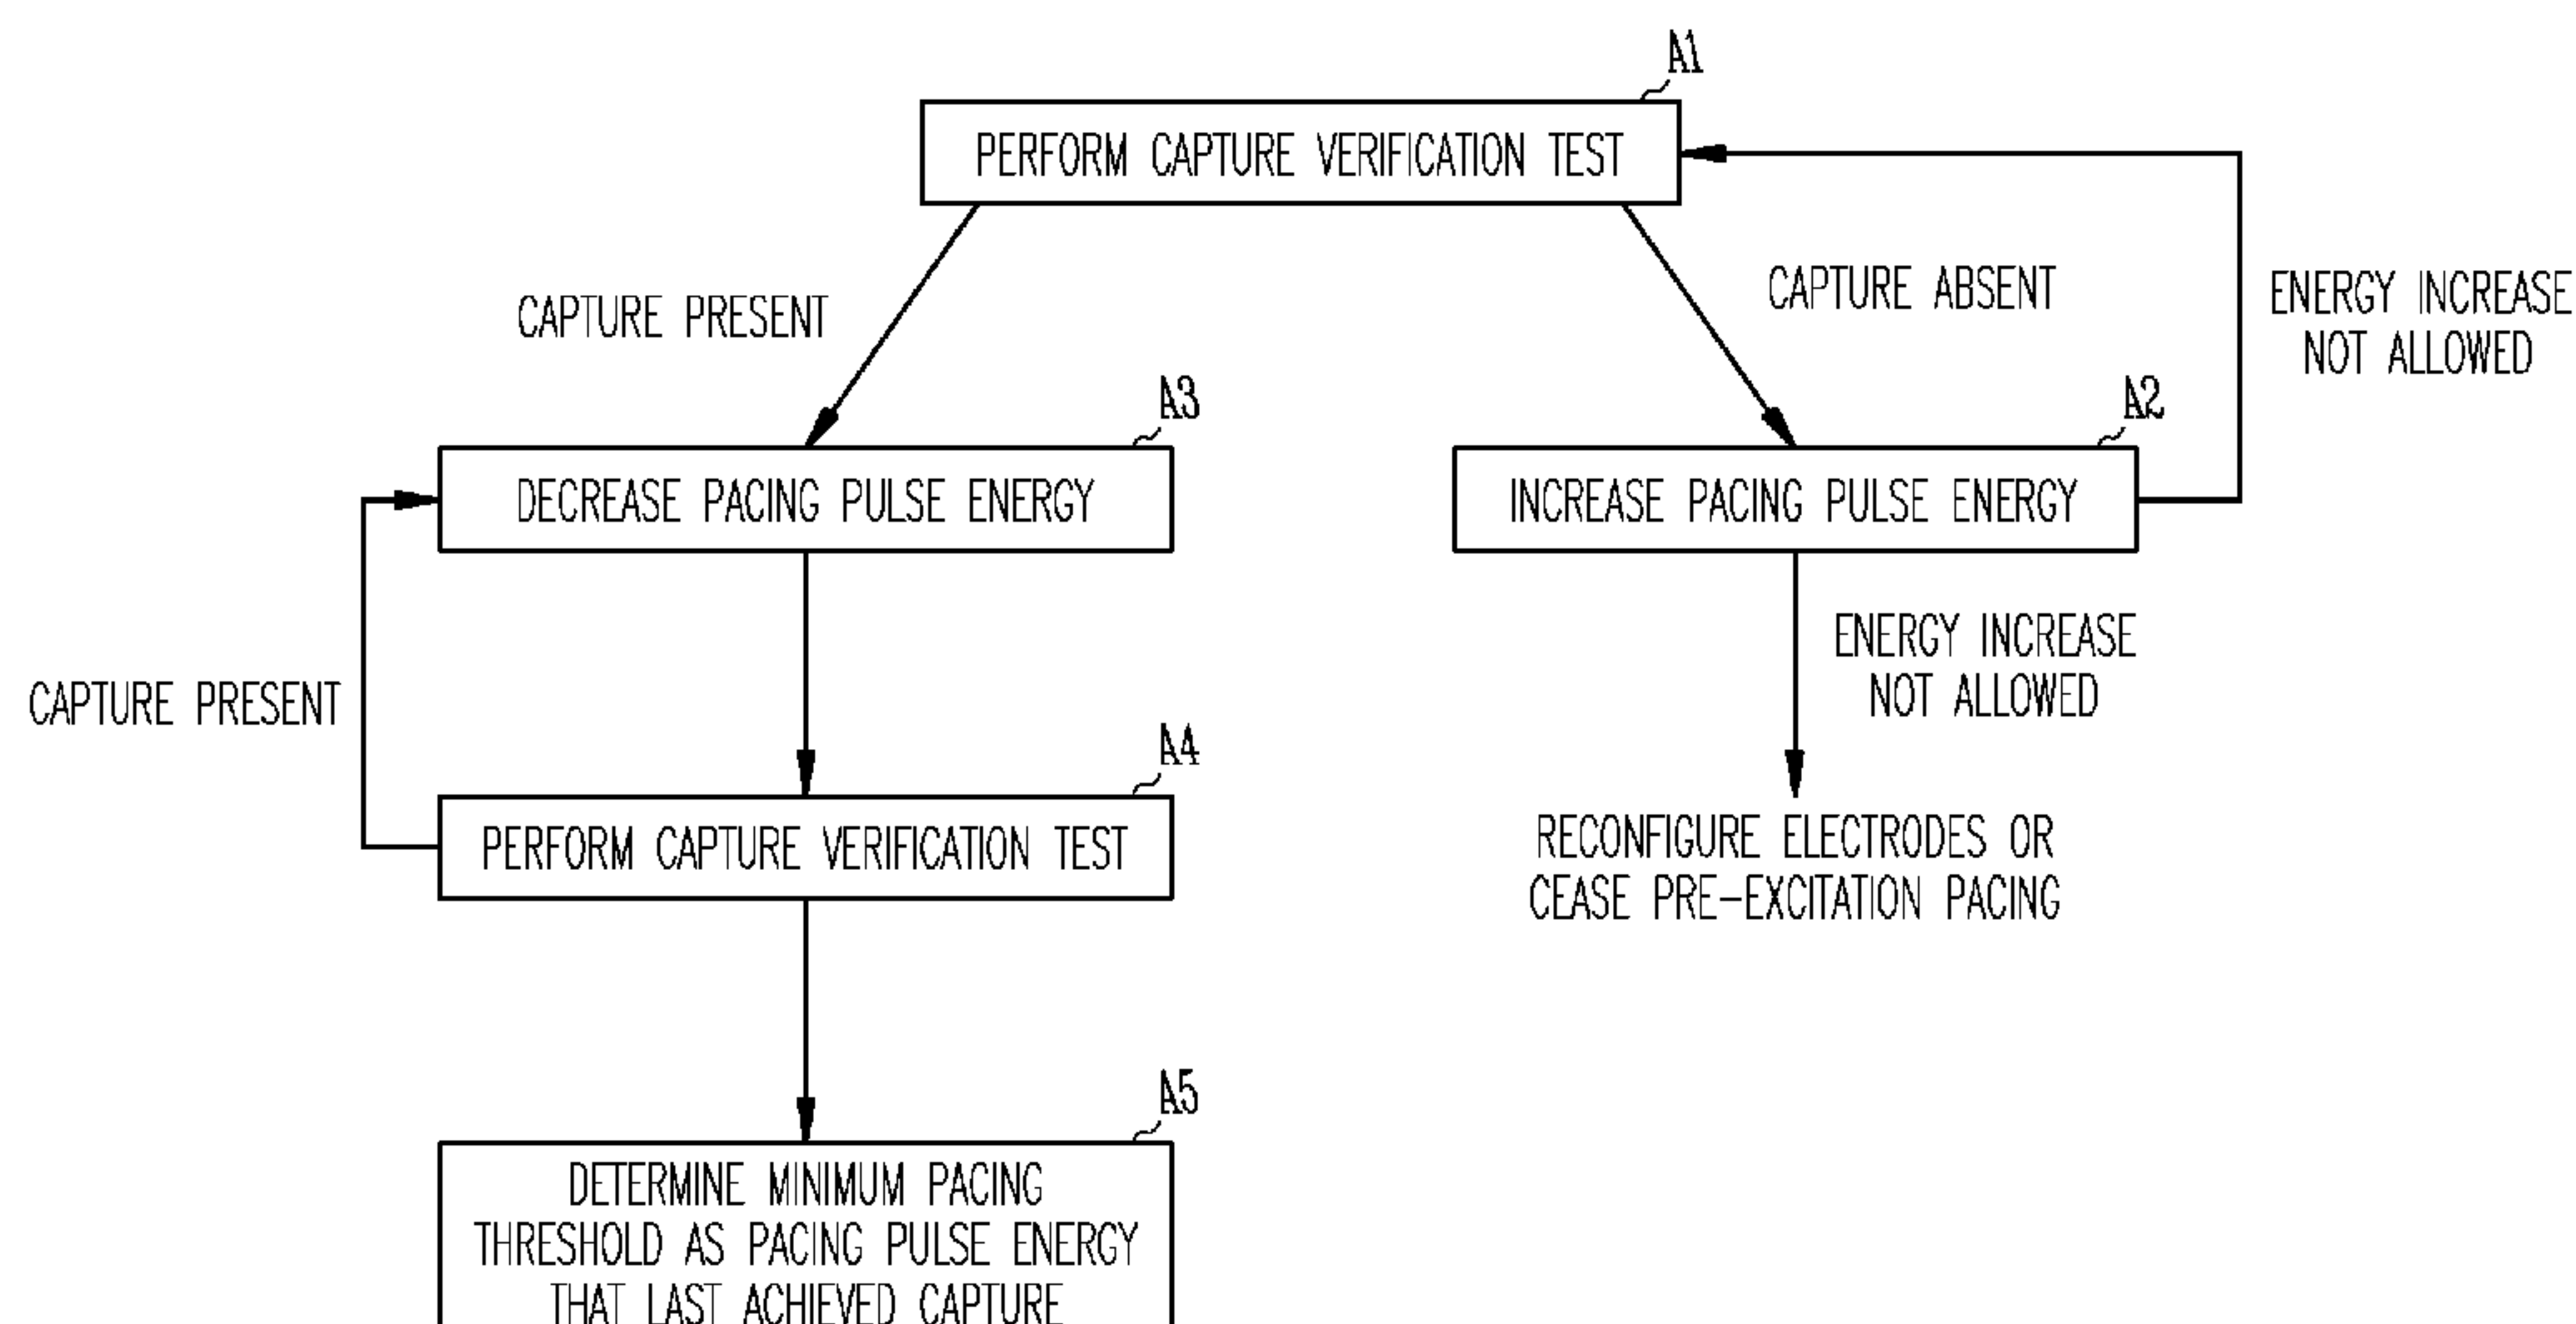 A1
PERFORM CAPTURE VERIFICATION TEST
CAPTURE PRESENT
CAPTURE ABSENT
ENERGY INCREASE
NOT ALLOWED
A3
DECREASE PACING PULSE ENERGY
A2
INCREASE PACING PULSE ENERGY
ENERGY INCREASE
NOT ALLOWED
CAPTURE PRESENT
A4
PERFORM CAPTURE VERIFICATION TEST
RECONFIGURE ELECTRODES OR
CEASE PRE-EXCITATION PACING
A5
DETERMINE MINIMUM PACING
THRESHOLD AS PACING PULSE ENERGY
THAT LAST ACHIEVED CAPTURE